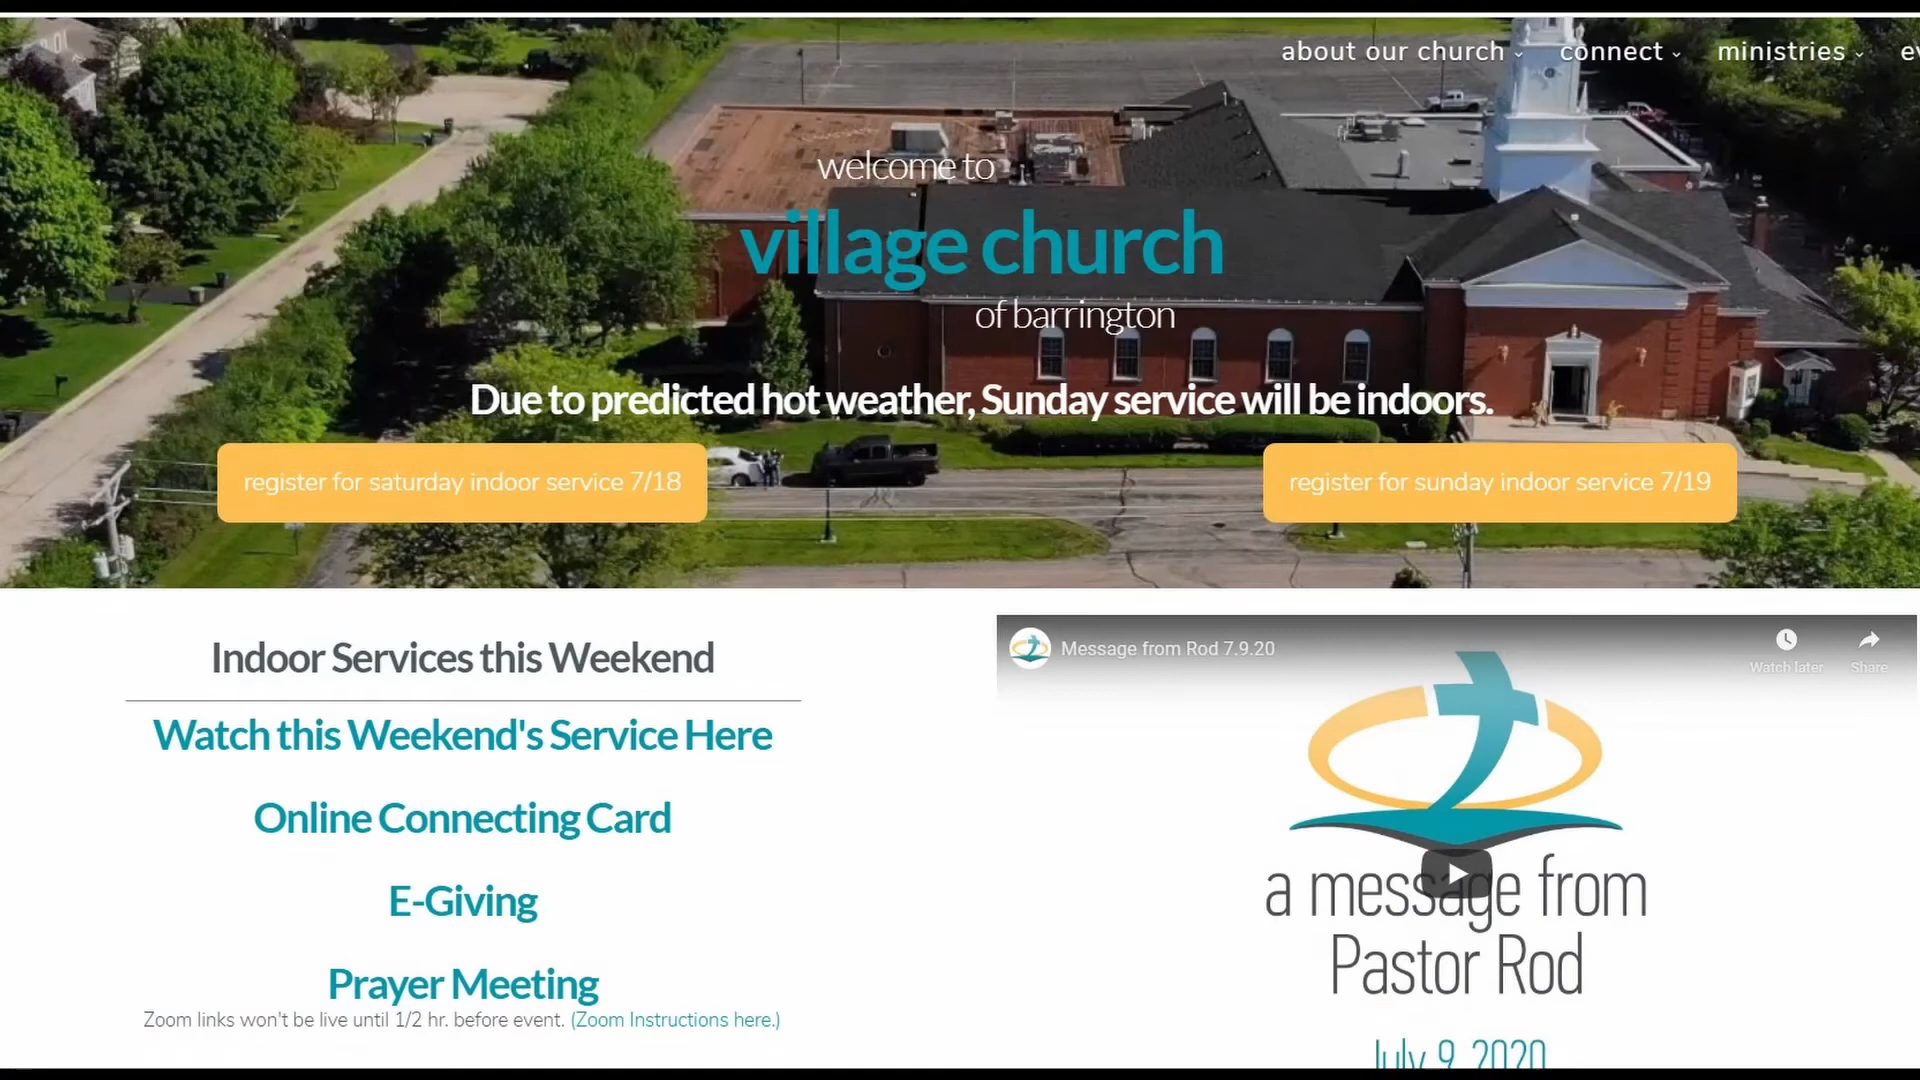 about our church
connect
ministries
welcome to
village church
of barrington
Due to predicted hot weather, Sunday service will be indoors.
register for saturday indoor service 7/18
register for sunday indoor service 7/19
Indoor Services this Weekend
Watch this Weekend's Service Here
Online Connecting Card
E-Giving
Prayer Meeting
Zoom links won't be live until 1/2 hr. before event. (Zoom Instructions here.)
Message from Rod 7.9.20
Watch later
Share
a message from
Pastor Rod
July 9, 2020